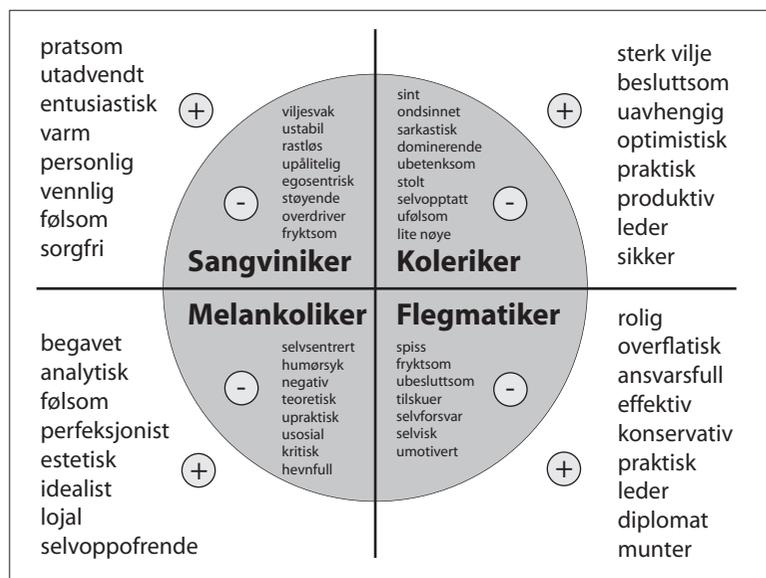 pratsom
utadvendt
entusiastisk
varm
personlig
vennlig
følsom
sorgfri
+
viljesvak
ustabil
rastløs
upålitelig
egosentrisk
støyende
overdriver
fryktsom
-
Sangviniker
sint
ondsinnet
sarkastisk
dominerende
ubetenksom
stolt
selvopptatt
ufølsom
lite nøye
-
Koleriker
+
sterk vilje
besluttsom
uavhengig
optimistisk
praktisk
produktiv
leder
sikker
Melankoliker
begavet
analytisk
følsom
perfeksjonist
estetisk
idealist
lojal
selvoppofrende
+
-
selvsentrert
humørsyk
negativ
teoretisk
upraktisk
usosial
kritisk
hevnfull
Flegmatiker
spiss
fryktsom
ubesluttsom
tilskuer
selvforsvar
selvisk
umotivert
-
+
rolig
overflatisk
ansvarsfull
effektiv
konservativ
praktisk
leder
diplomat
munter